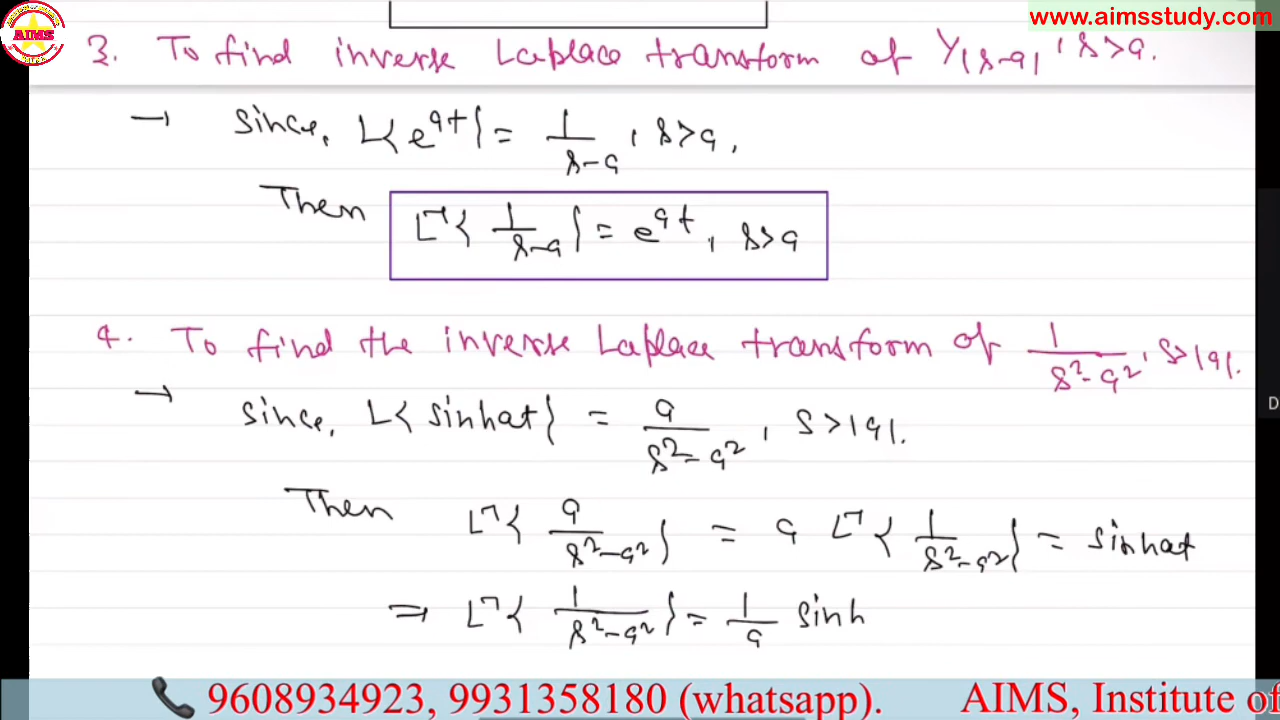 AIMS
www.aimsstudy.com
3. To find inverse Laplace transform of 1/(s-a), s>a.
→ Since, L{e^{at}} = 1/(s-a), s>a,
Then L⁻¹{1/(s-a)} = e^{at}, s>a
4. To find the inverse Laplace transform of 1/(s²-a²), s>|a|.
→ Since, L{sinhat} = a/(s²-a²), s>|a|.
Then L⁻¹{a/(s²-a²)} = a L⁻¹{1/(s²-a²)} = sinhat
⇒ L⁻¹{1/(s²-a²)} = 1/a sinh
D
9608934923, 9931358180 (whatsapp). AIMS, Institute of